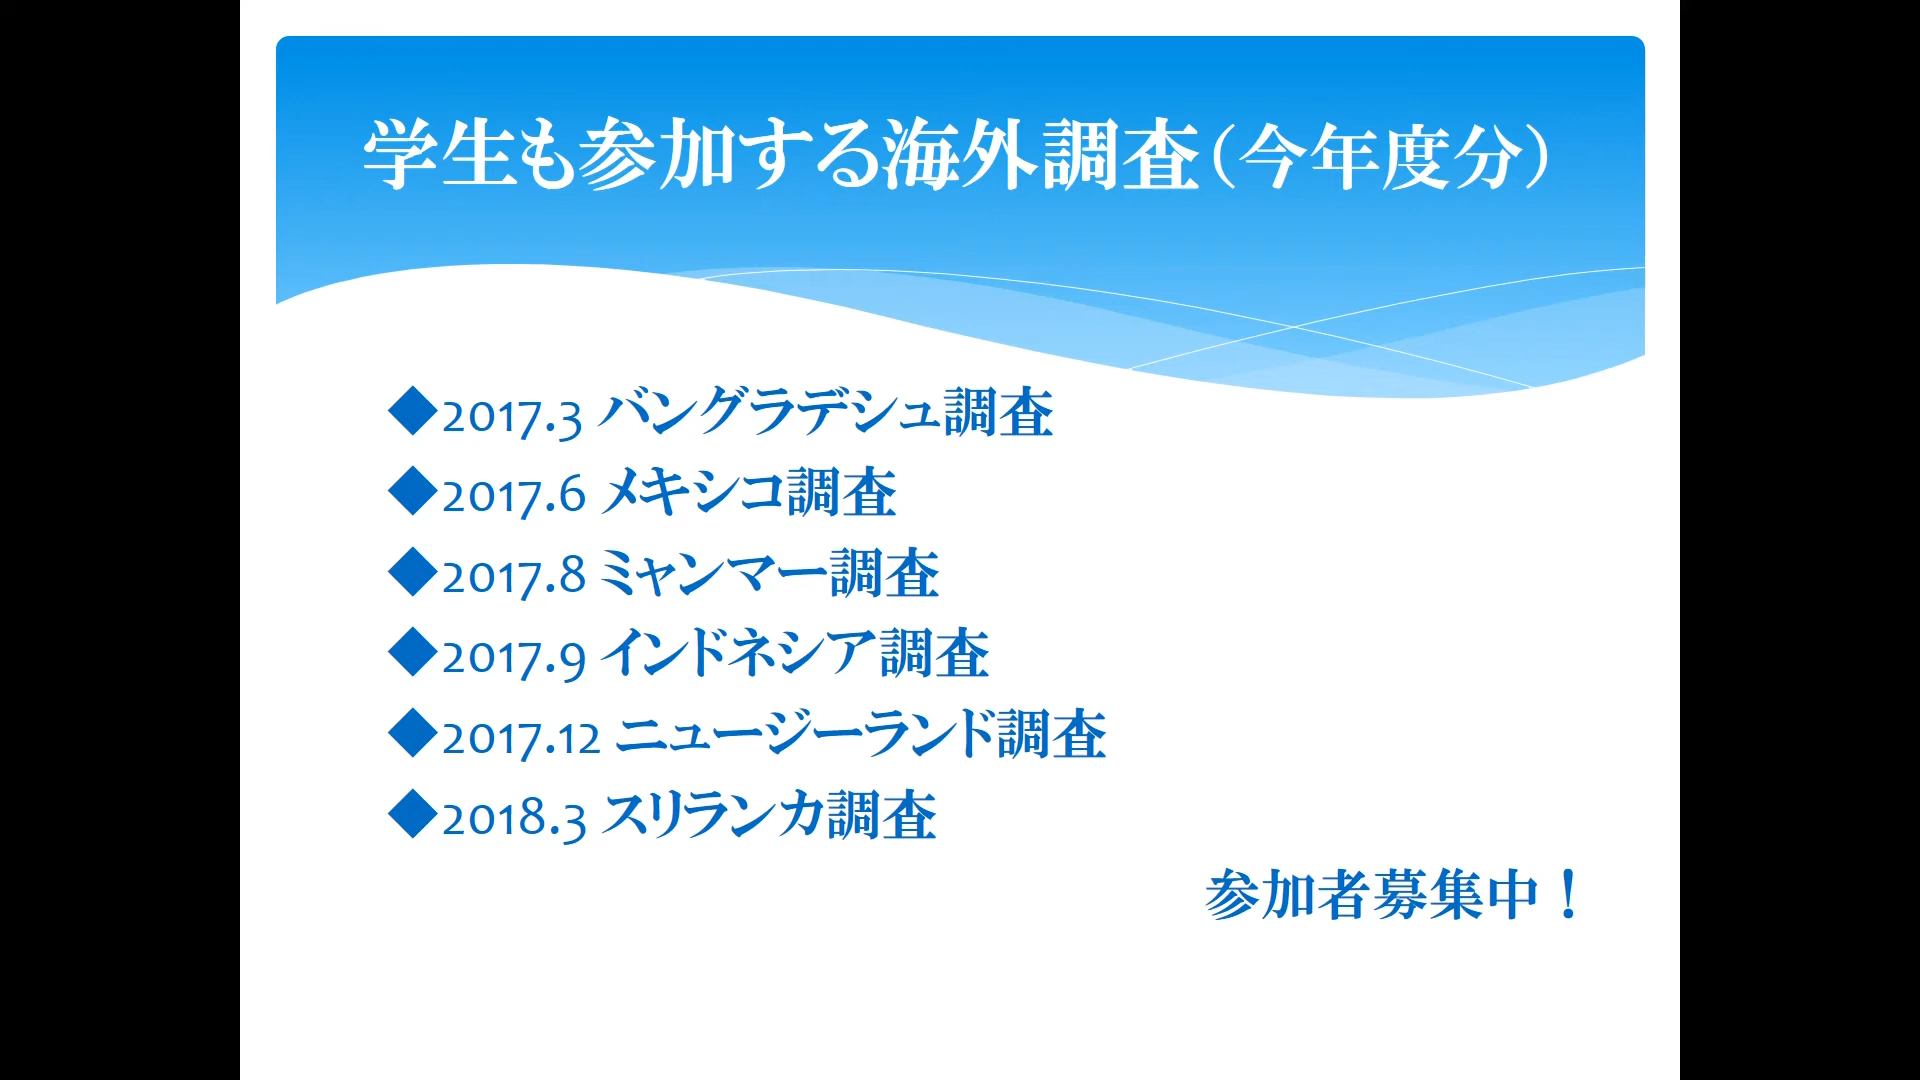 学生も参加する海外調査（今年度分）
◆2017.3 バングラデシュ調査
◆2017.6 メキシコ調査
◆2017.8 ミャンマー調査
◆2017.9 インドネシア調査
◆2017.12 ニュージーランド調査
◆2018.3 スリランカ調査
参加者募集中！